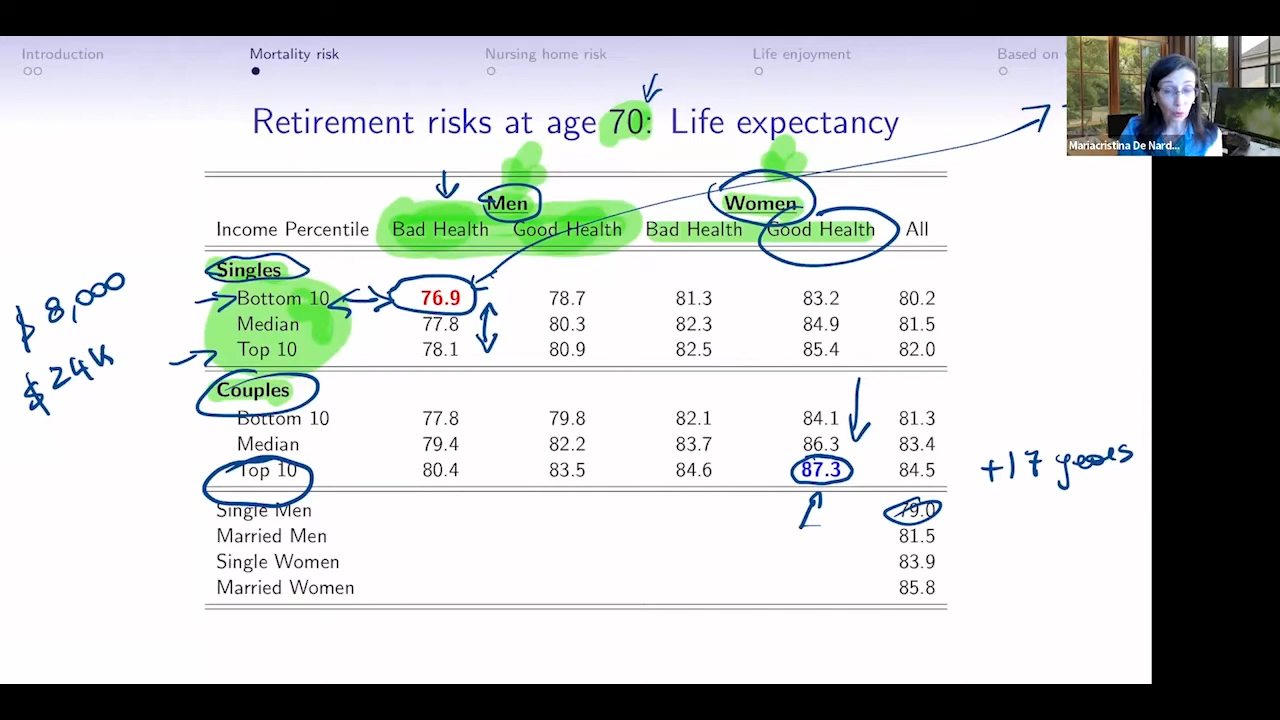 Introduction Mortality risk Nursing home risk Life enjoyment Based on
Mariacristina De Nard...
Retirement risks at age 70: Life expectancy
Men Women
Income Percentile Bad Health Good Health Bad Health Good Health All
Singles
Bottom 10 76.9 78.7 81.3 83.2 80.2
$ 8,000
Median 77.8 80.3 82.3 84.9 81.5
Top 10 78.1 80.9 82.5 85.4 82.0
$ 24K
Couples
Bottom 10 77.8 79.8 82.1 84.1 81.3
Median 79.4 82.2 83.7 86.3 83.4
Top 10 80.4 83.5 84.6 87.3 84.5
+17 years
Single Men 79.0
Married Men 81.5
Single Women 83.9
Married Women 85.8